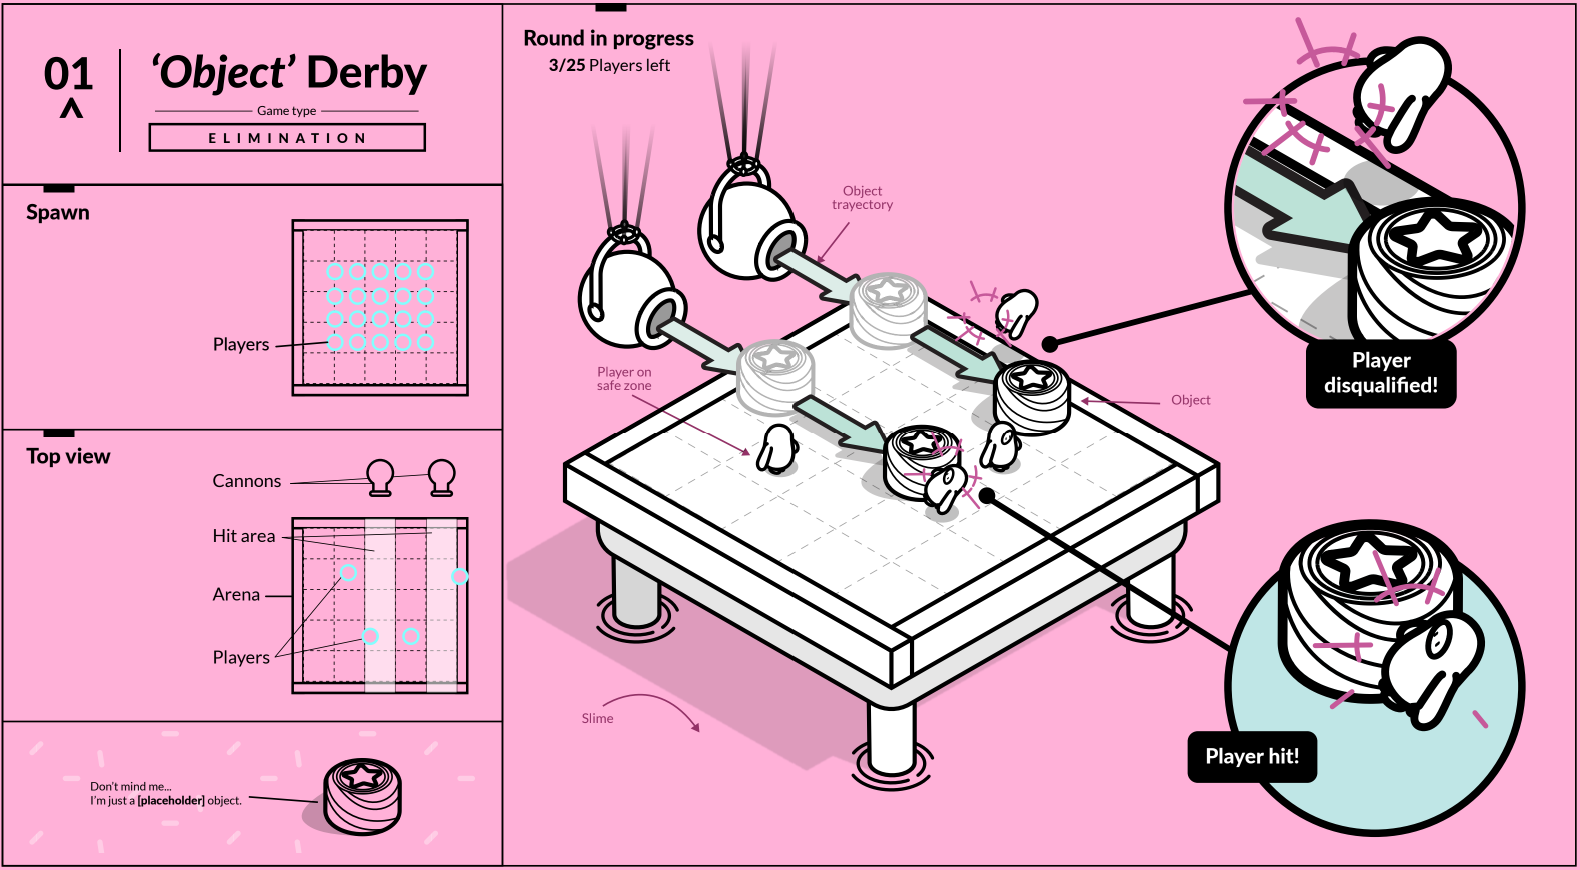 01
‘Object’ Derby
Game type
ELIMINATION
Spawn
Players
Top view
Cannons
Hit area
Arena
Players
Don't mind me...
I'm just a [placeholder] object.
Round in progress
3/25 Players left
Object
trayectory
Player on
safe zone
Object
Slime
Player
disqualified!
Player hit!